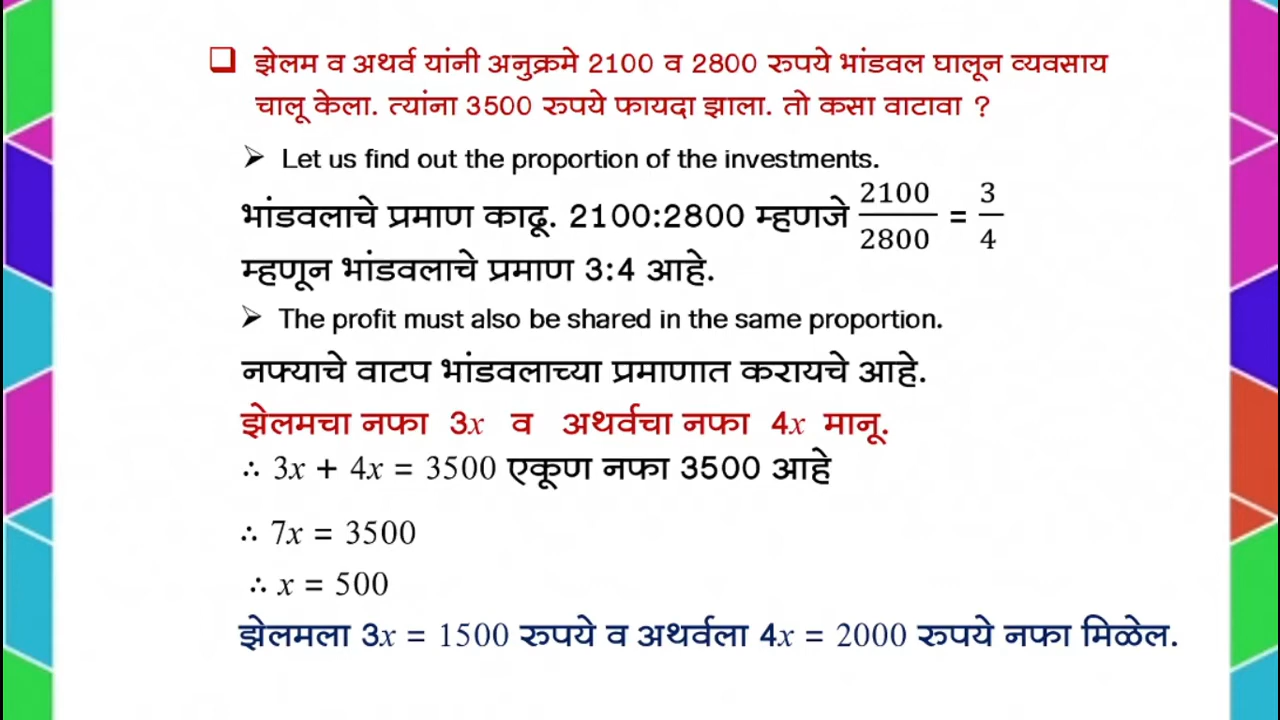 ❑ झेलम व अथर्व यांनी अनुक्रमे 2100 व 2800 रुपये भांडवल घालून व्यवसाय
चालू केला. त्यांना 3500 रुपये फायदा झाला. तो कसा वाटावा ?
➢ Let us find out the proportion of the investments.
भांडवलाचे प्रमाण काढू. 2100:2800 म्हणजे 2100/2800 = 3/4
म्हणून भांडवलाचे प्रमाण 3:4 आहे.
➢ The profit must also be shared in the same proportion.
नफ्याचे वाटप भांडवलाच्या प्रमाणात करायचे आहे.
झेलमचा नफा 3x व अथर्वचा नफा 4x मानू.
∴ 3x + 4x = 3500 एकूण नफा 3500 आहे
∴ 7x = 3500
∴ x = 500
झेलमला 3x = 1500 रुपये व अथर्वला 4x = 2000 रुपये नफा मिळेल.